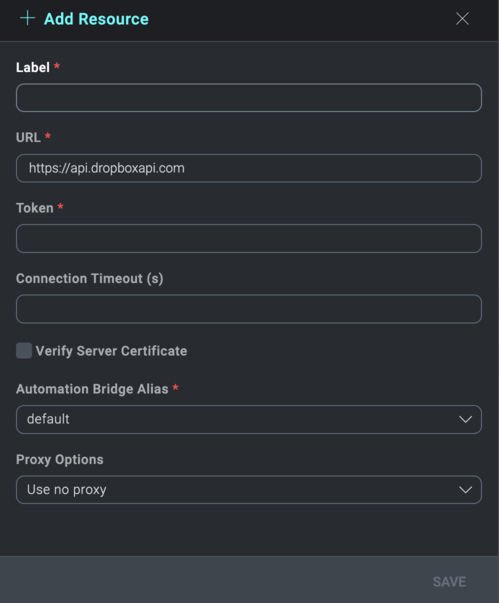 Add Resource
Label *
URL *
https://api.dropboxapi.com
Token *
Connection Timeout (s)
Verify Server Certificate
Automation Bridge Alias *
default
Proxy Options
Use no proxy
SAVE